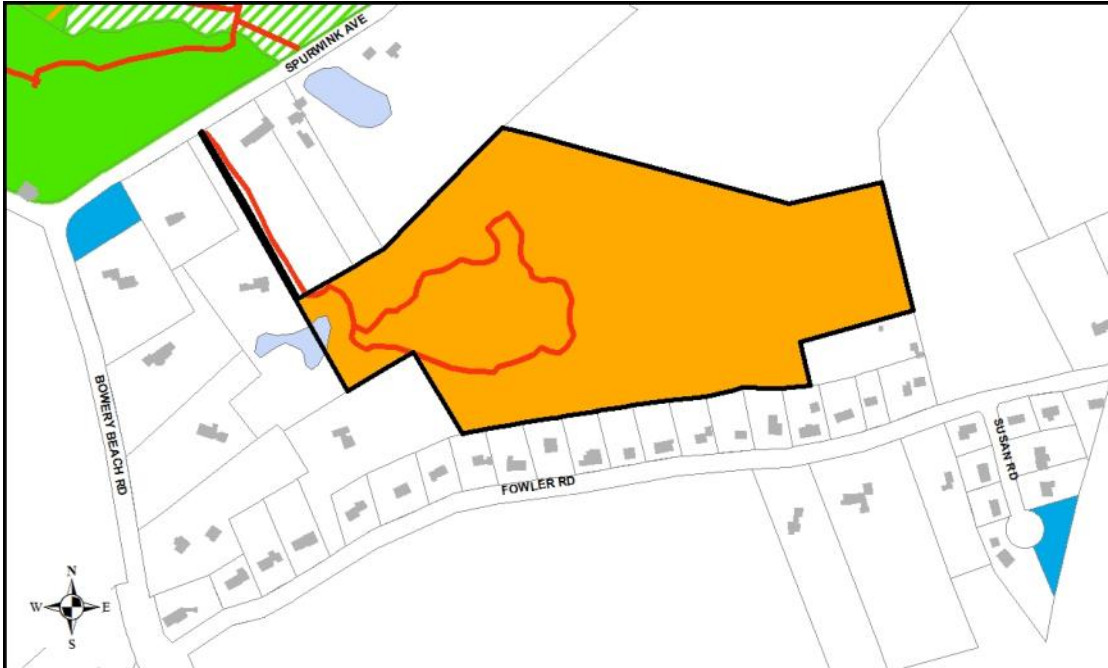 SPURWINK AVE
BOWERY BEACH RD
FOWLER RD
SUSAN RD
N
W E
S